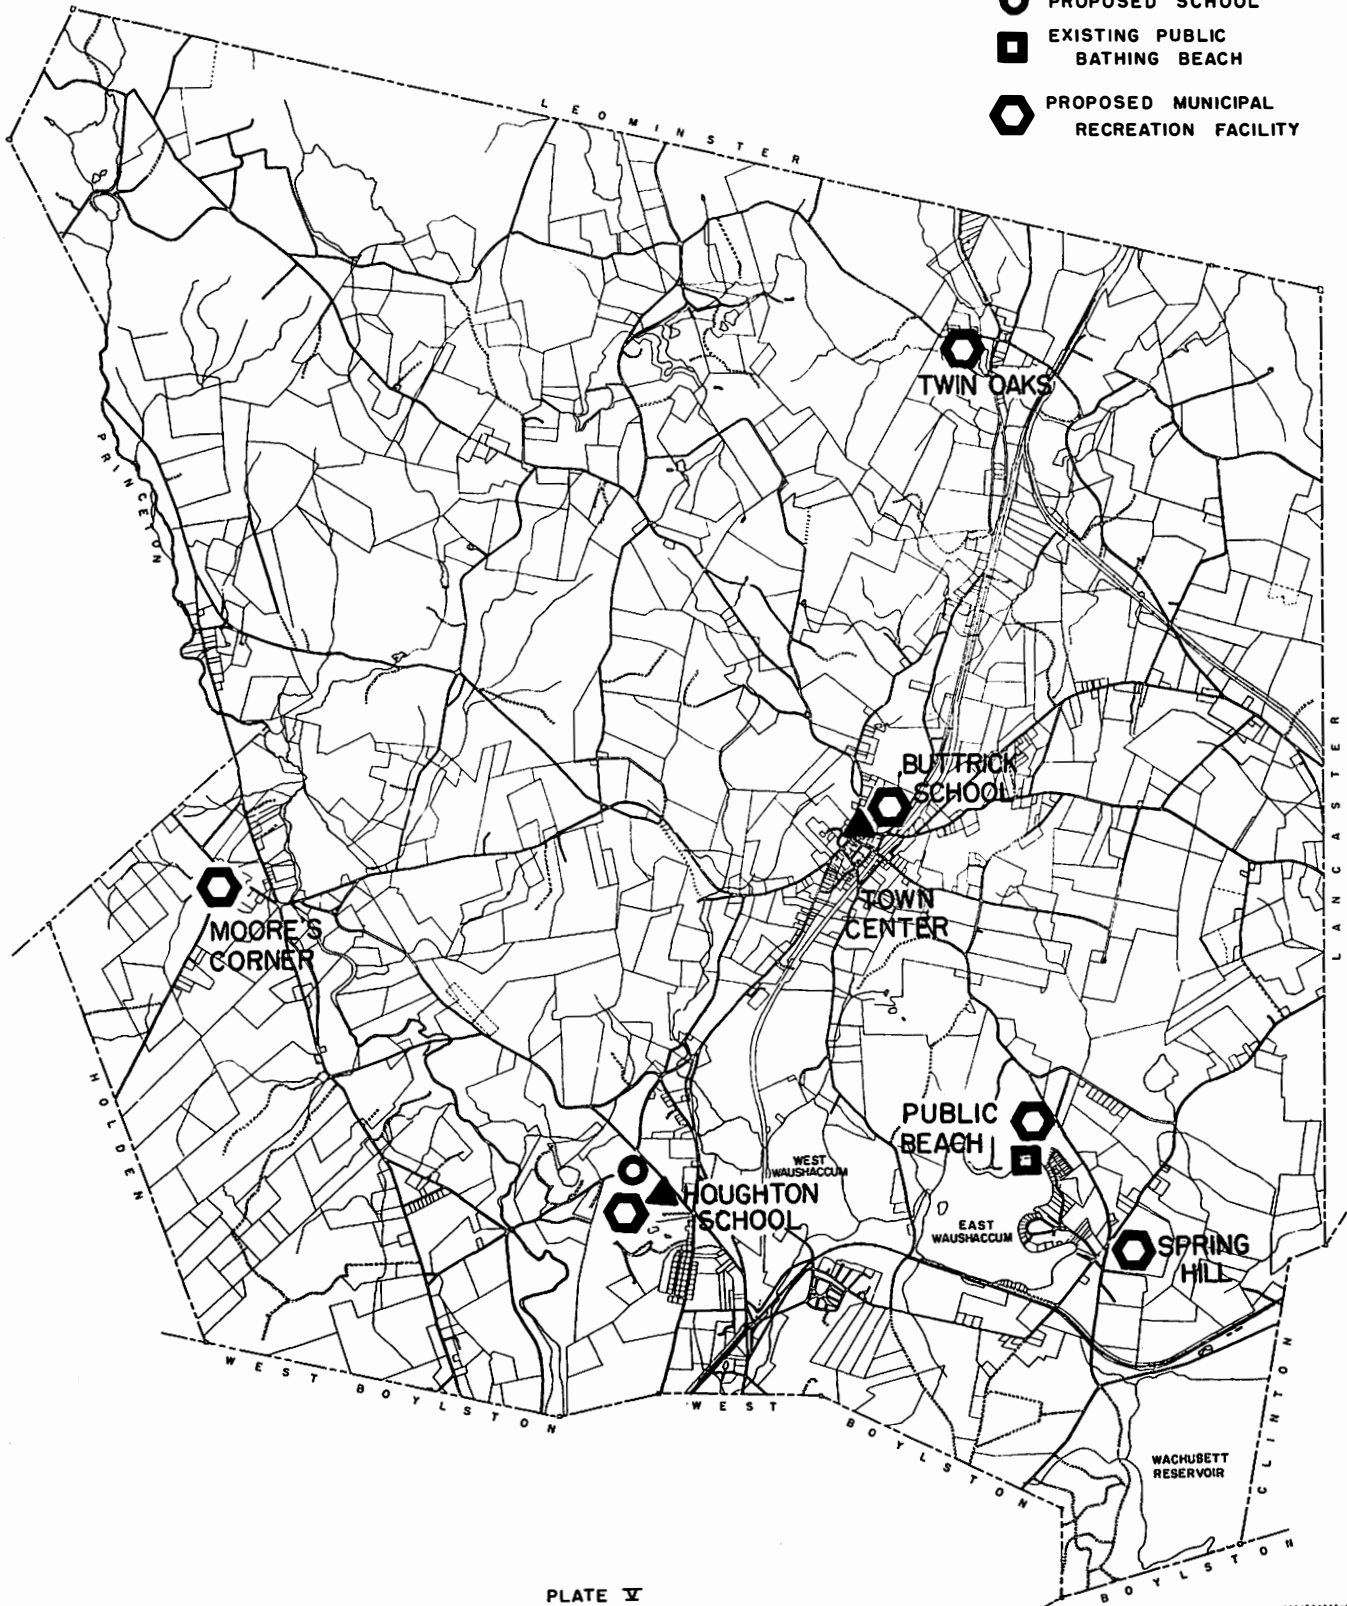 PROPOSED SCHOOL
EXISTING PUBLIC
BATHING BEACH
PROPOSED MUNICIPAL
RECREATION FACILITY
LEOMINSTER
TWIN OAKS
PRINCETON
BUTTRICK
SCHOOL
LANCASTER
TOWN
CENTER
MOORE'S
CORNER
HOLDEN
PUBLIC
BEACH
WEST
WAUSHACCUM
HOUGHTON
SCHOOL
EAST
WAUSHACCUM
SPRING
HILL
WEST BOYLSTON
WEST BOYLSTON
CLINTON
WACHUSETT
RESERVOIR
BOYLSTON
PLATE V